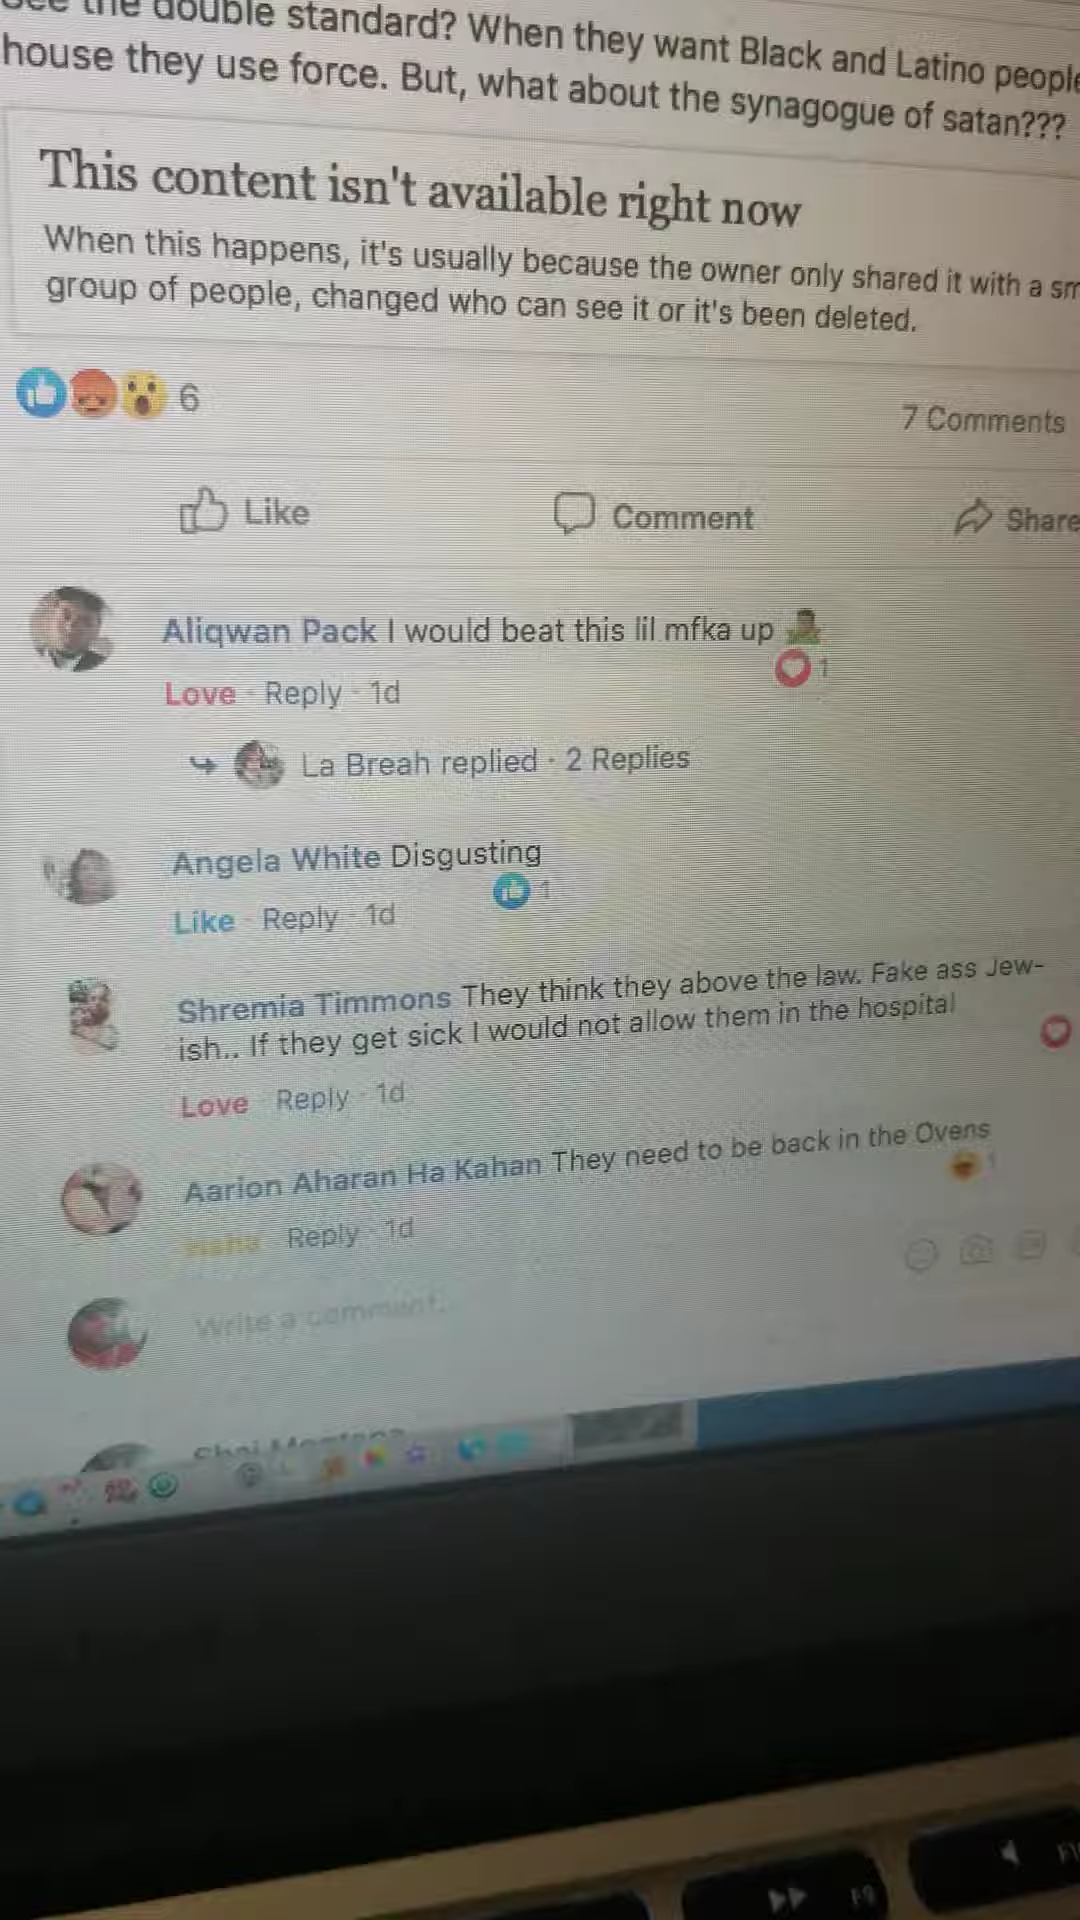 see the double standard? When they want Black and Latino people
house they use force. But, what about the synagogue of satan???
This content isn't available right now
When this happens, it's usually because the owner only shared it with a sm
group of people, changed who can see it or it's been deleted.
6
7 Comments
Like Comment Share
Aliqwan Pack I would beat this lil mfka up
1
Love · Reply · 1d
La Breah replied · 2 Replies
Angela White Disgusting
1
Like · Reply · 1d
Shremia Timmons They think they above the law. Fake ass Jew-
ish.. If they get sick I would not allow them in the hospital
Love · Reply · 1d
Aarion Aharan Ha Kahan They need to be back in the Ovens
1
Haha · Reply · 1d
Write a comment...
F9